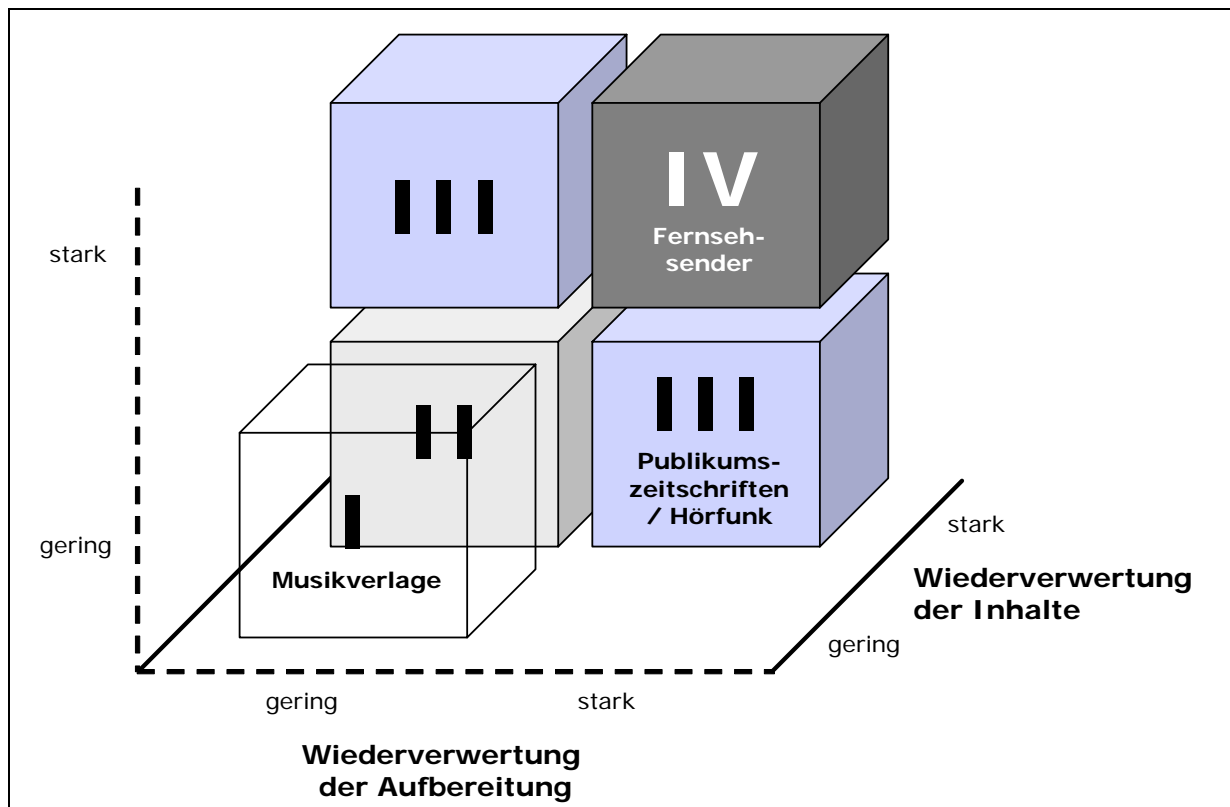 III
IV
Fernseh-
sender
stark
II
III
Publikums-
zeitschriften
/ Hörfunk
I
Musikverlage
gering
stark
Wiederverwertung
der Inhalte
gering
gering
stark
Wiederverwertung
der Aufbereitung